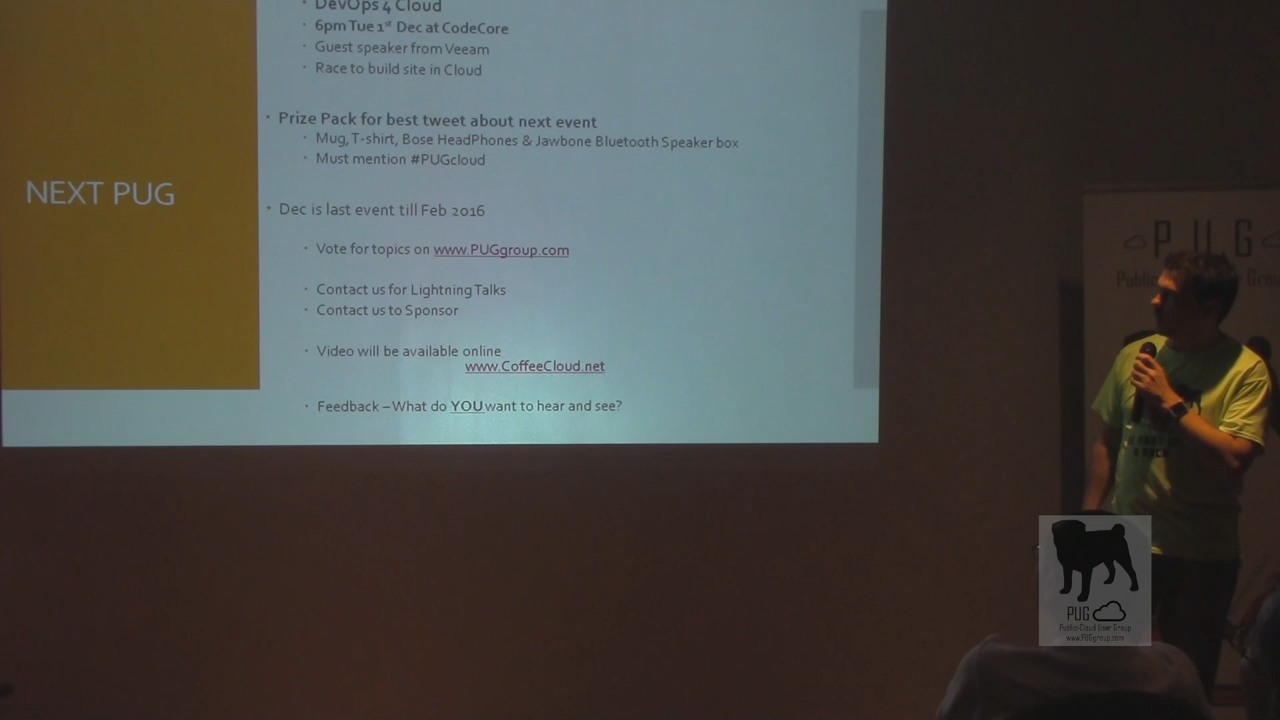 DevOps 4 Cloud
6pm Tue 1st Dec at CodeCore
Guest speaker from Veeam
Race to build site in Cloud
Prize Pack for best tweet about next event
Mug, T-shirt, Bose HeadPhones & Jawbone Bluetooth Speaker box
Must mention #PUGcloud
NEXT PUG
Dec is last event till Feb 2016
Vote for topics on www.PUGgroup.com
Contact us for Lightning Talks
Contact us to Sponsor
Video will be available online
www.CoffeeCloud.net
Feedback – What do YOU want to hear and see?
PUG
Public
PUG
Public-Cloud User Group
www.PUGgroup.com